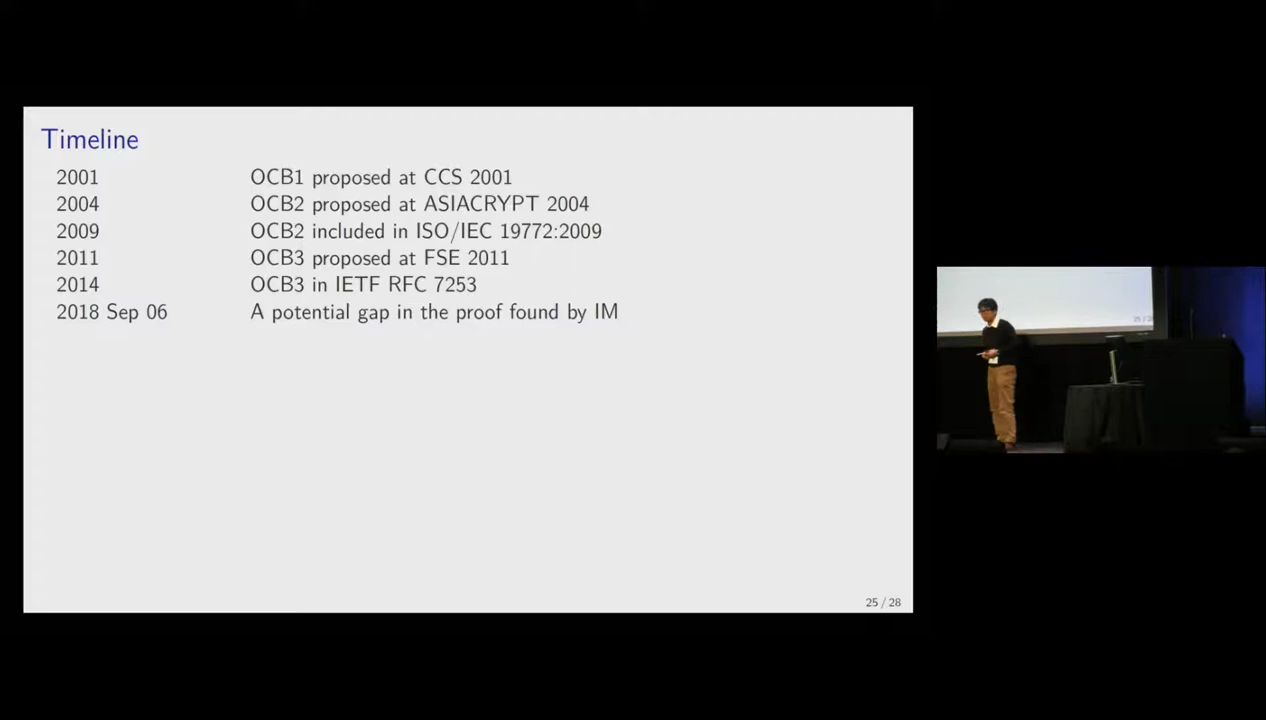 Timeline
2001 OCB1 proposed at CCS 2001
2004 OCB2 proposed at ASIACRYPT 2004
2009 OCB2 included in ISO/IEC 19772:2009
2011 OCB3 proposed at FSE 2011
2014 OCB3 in IETF RFC 7253
2018 Sep 06 A potential gap in the proof found by IM
25 / 28